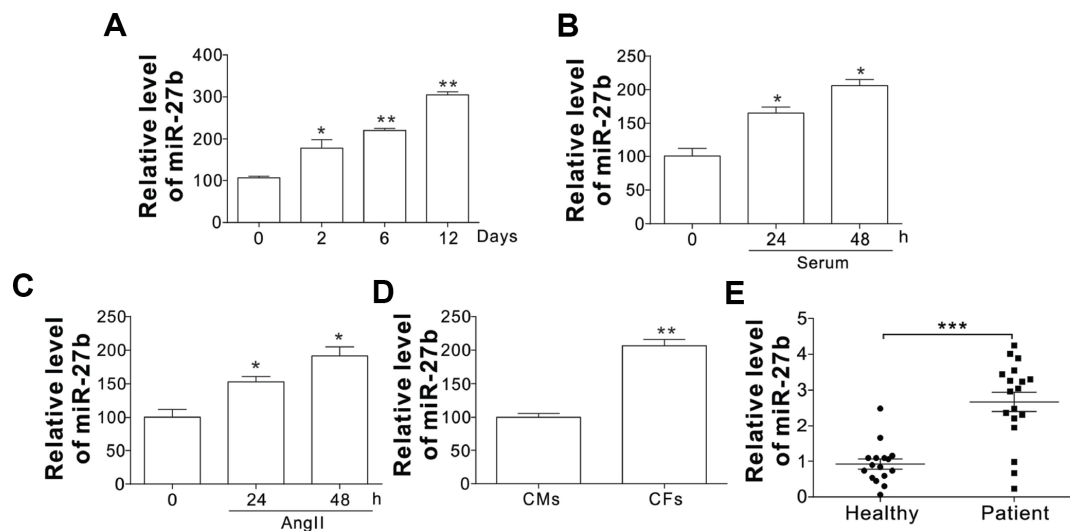 A
Relative level
of miR-27b
400
300
200
100
0
*
**
**
0 2 6 12 Days
B
Relative level
of miR-27b
250
200
150
100
50
0
*
*
0 24 48 h
Serum
C
Relative level
of miR-27b
250
200
150
100
50
0
*
*
0 24 48 h
AngII
D
Relative level
of miR-27b
250
200
150
100
50
0
**
CMs CFs
E
Relative level
of miR-27b
5
4
3
2
1
0
***
Healthy Patient